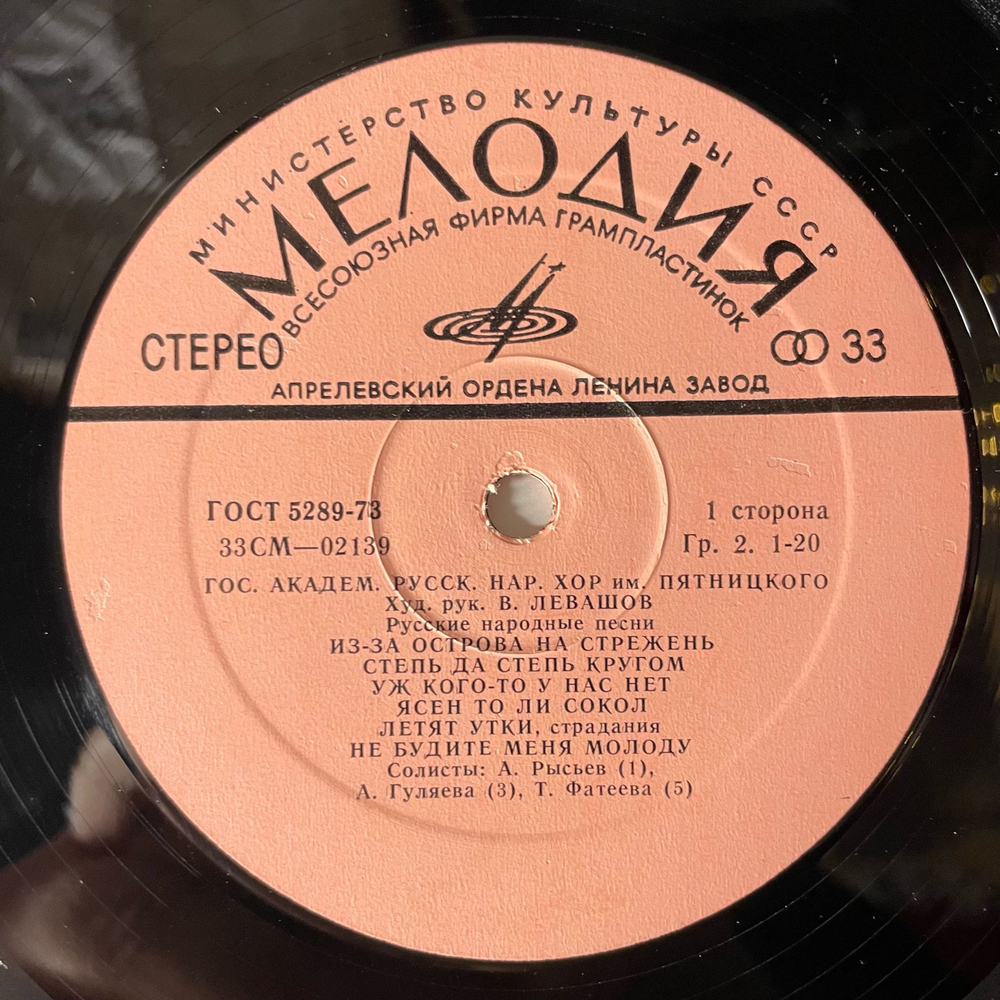 МИНИСТЕРСТВО КУЛЬТУРЫ СССР
МЕЛОДИЯ
ВСЕСОЮЗНАЯ ФИРМА ГРАМПЛАСТИНОК
СТЕРЕО
33
АПРЕЛЕВСКИЙ ОРДЕНА ЛЕНИНА ЗАВОД
ГОСТ 5289-73
1 сторона
33СМ—02139
Гр. 2. 1-20
ГОС. АКАДЕМ. РУССК. НАР. ХОР им. ПЯТНИЦКОГО
Худ. рук. В. ЛЕВАШОВ
Русские народные песни
ИЗ-ЗА ОСТРОВА НА СТРЕЖЕНЬ
СТЕПЬ ДА СТЕПЬ КРУГОМ
УЖ КОГО-ТО У НАС НЕТ
ЯСЕН ТО ЛИ СОКОЛ
ЛЕТЯТ УТКИ, страдания
НЕ БУДИТЕ МЕНЯ МОЛОДУ
Солисты: А. Рысьев (1),
А. Гуляева (3), Т. Фатеева (5)